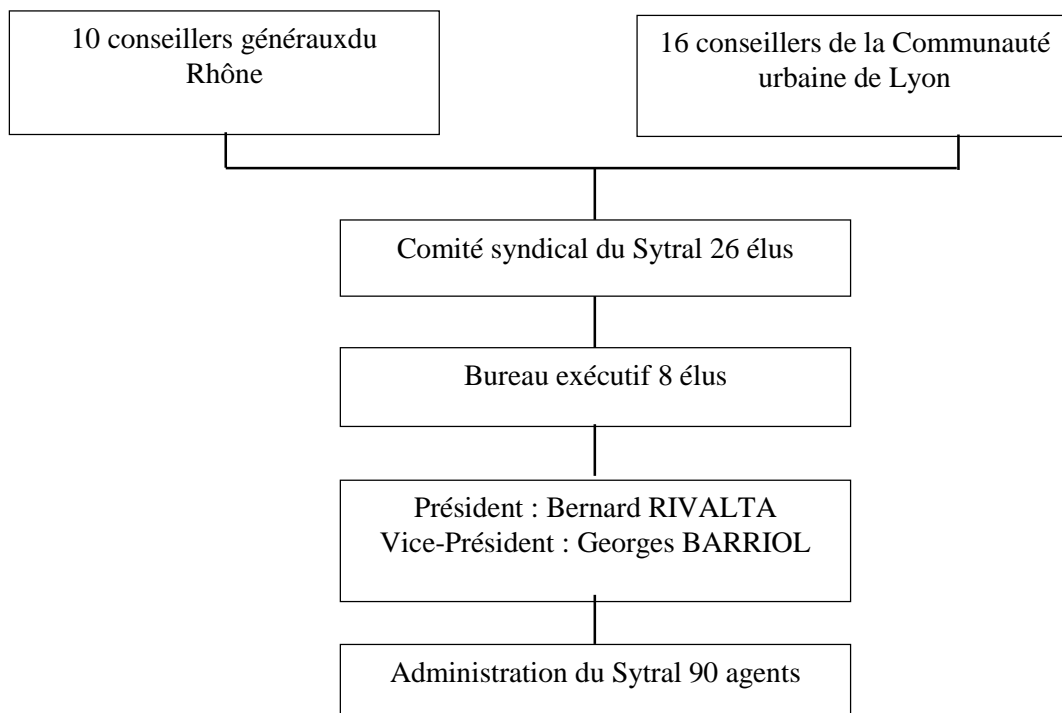 10 conseillers générauxdu
Rhône
16 conseillers de la Communauté
urbaine de Lyon
Comité syndical du Sytral 26 élus
Bureau exécutif 8 élus
Président : Bernard RIVALTA
Vice-Président : Georges BARRIOL
Administration du Sytral 90 agents